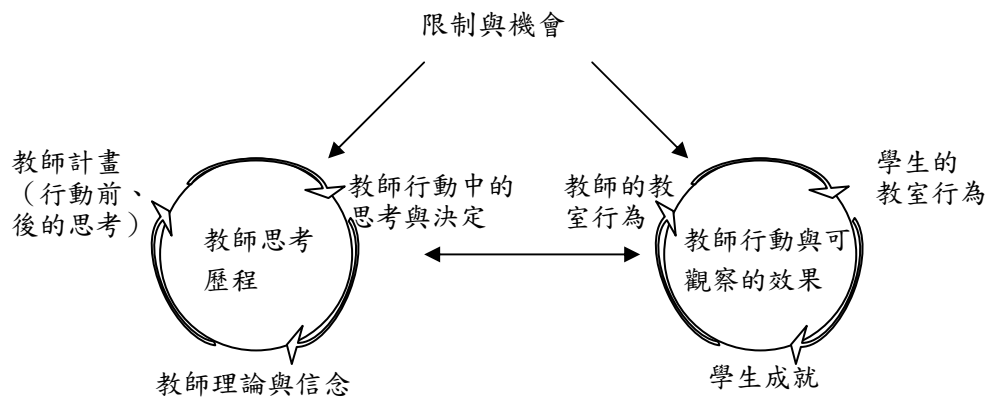 限制與機會
教師計畫
（行動前、
後的思考）
教師行動中的
思考與決定
教師思考
歷程
教師理論與信念
教師的教
室行為
學生的
教室行為
教師行動與可
觀察的效果
學生成就